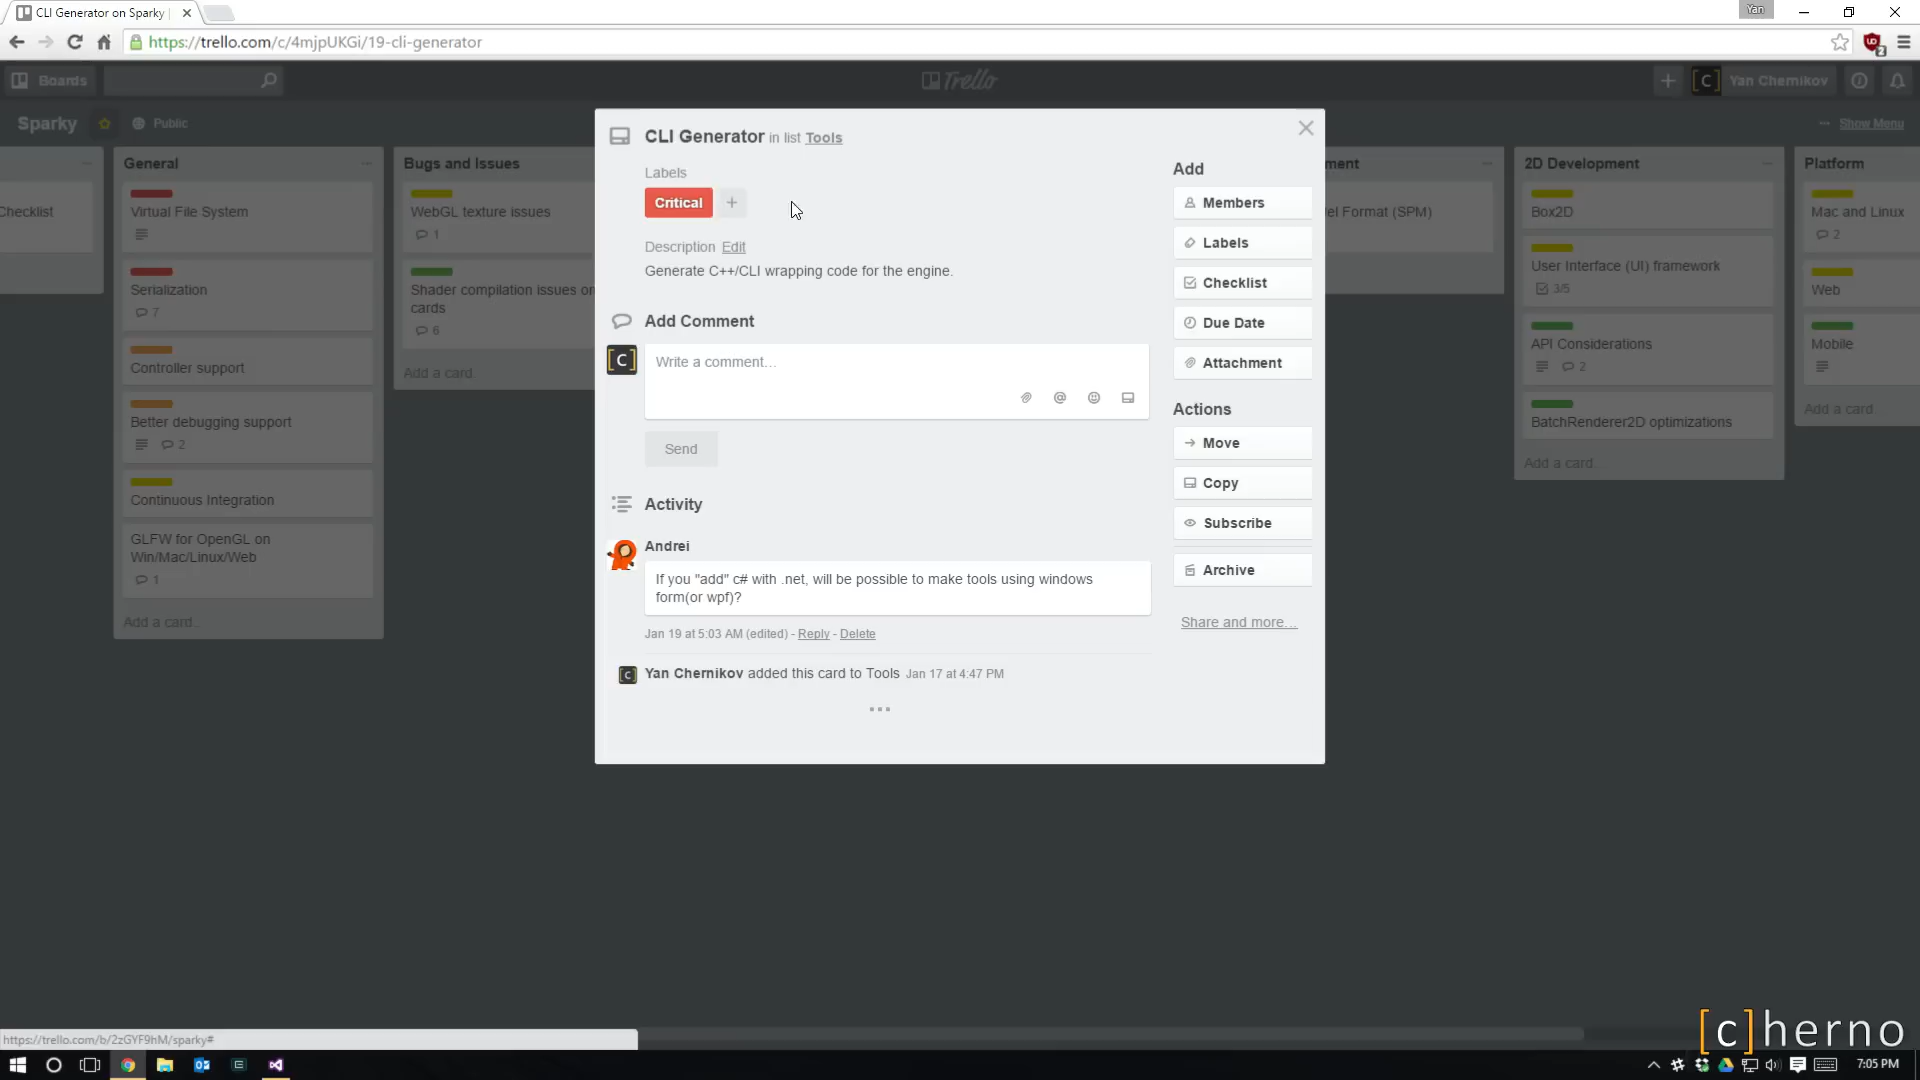 CLI Generator on Sparky
Yan
https://trello.com/c/4mjpUKGi/19-cli-generator
Boards
Trello
Yan Chernikov
Sparky
Public
Show Menu
Checklist
General
Virtual File System
Serialization
7
Controller support
Better debugging support
2
Continuous Integration
GLFW for OpenGL on
Win/Mac/Linux/Web
1
Add a card…
Bugs and Issues
WebGL texture issues
1
Shader compilation issues on
cards
6
Add a card…
CLI Generator in list Tools
Labels
Critical +
Description Edit
Generate C++/CLI wrapping code for the engine.
Add Comment
[C]
Write a comment…
Send
Activity
Andrei
If you "add" c# with .net, will be possible to make tools using windows
form(or wpf)?
Jan 19 at 5:03 AM (edited) - Reply - Delete
Yan Chernikov added this card to Tools Jan 17 at 4:47 PM
Add
Members
Labels
Checklist
Due Date
Attachment
Actions
Move
Copy
Subscribe
Archive
Share and more…
ment
el Format (SPM)
2D Development
Box2D
User Interface (UI) framework
3/5
API Considerations
2
BatchRenderer2D optimizations
Add a card…
Platform
Mac and Linux
2
Web
Mobile
Add a card…
https://trello.com/b/2zGYF9hM/sparky#
[c]herno
7:05 PM